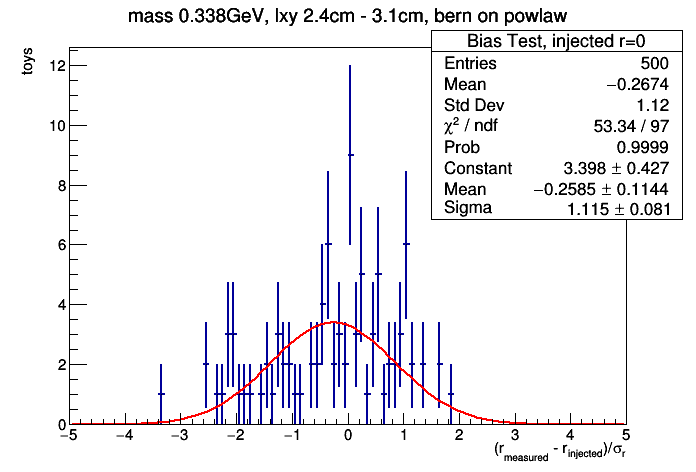 mass 0.338GeV, lxy 2.4cm - 3.1cm, bern on powlaw
toys
Bias Test, injected r=0
Entries 500
Mean −0.2674
Std Dev 1.12
χ² / ndf 53.34 / 97
Prob 0.9999
Constant 3.398 ± 0.427
Mean −0.2585 ± 0.1144
Sigma 1.115 ± 0.081
12
10
8
6
4
2
0
−5 −4 −3 −2 −1 0 1 2 3 4 5
(r_measured - r_injected)/σ_r